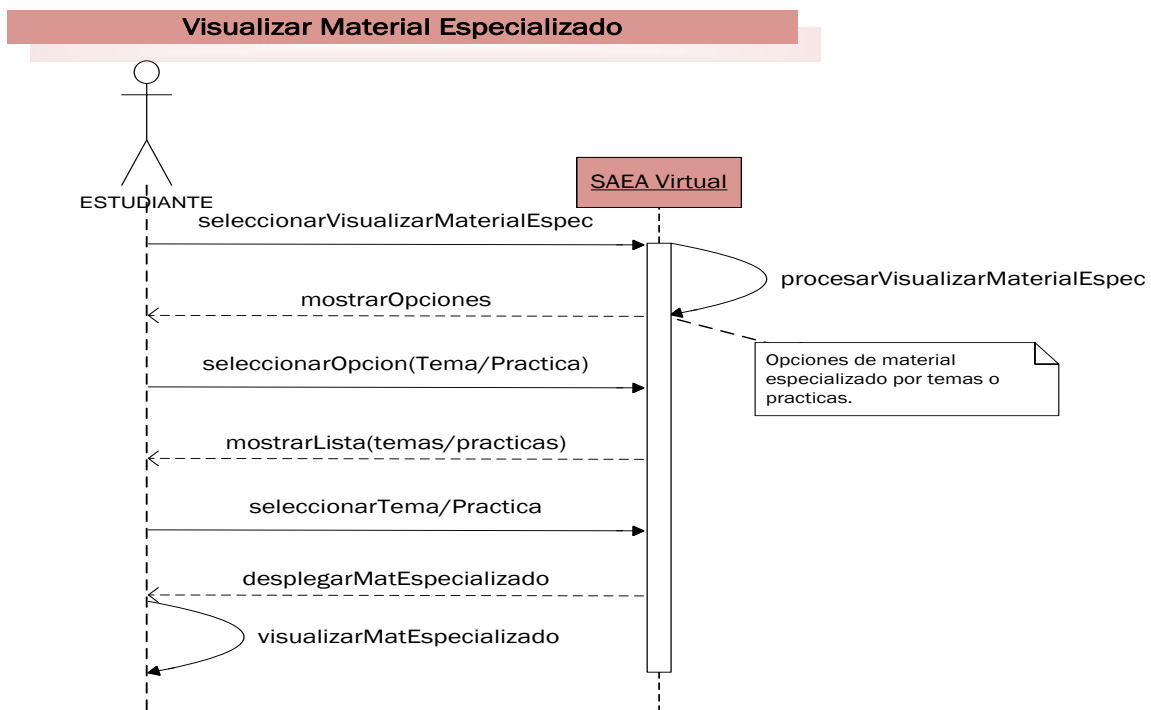 Visualizar Material Especializado
SAEA Virtual
ESTUDIANTE
seleccionarVisualizarMaterialEspec
procesarVisualizarMaterialEspec
mostrarOpciones
Opciones de material
especializado por temas o
practicas.
seleccionarOpcion(Tema/Practica)
mostrarLista(temas/practicas)
seleccionarTema/Practica
desplegarMatEspecializado
visualizarMatEspecializado